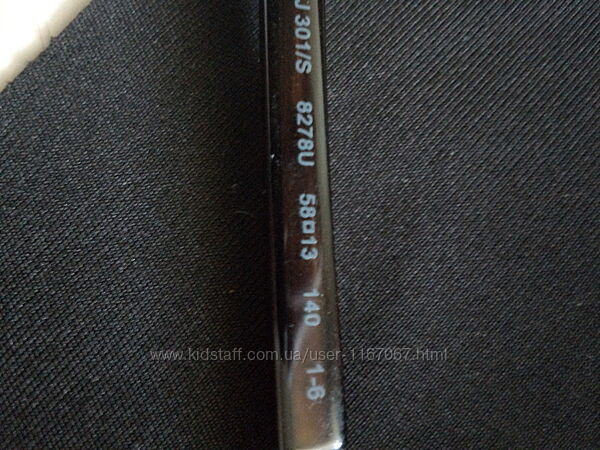 J 301/S 8278U 58□13 140 1-6
www.kidstaff.com.ua/user-1167067.html